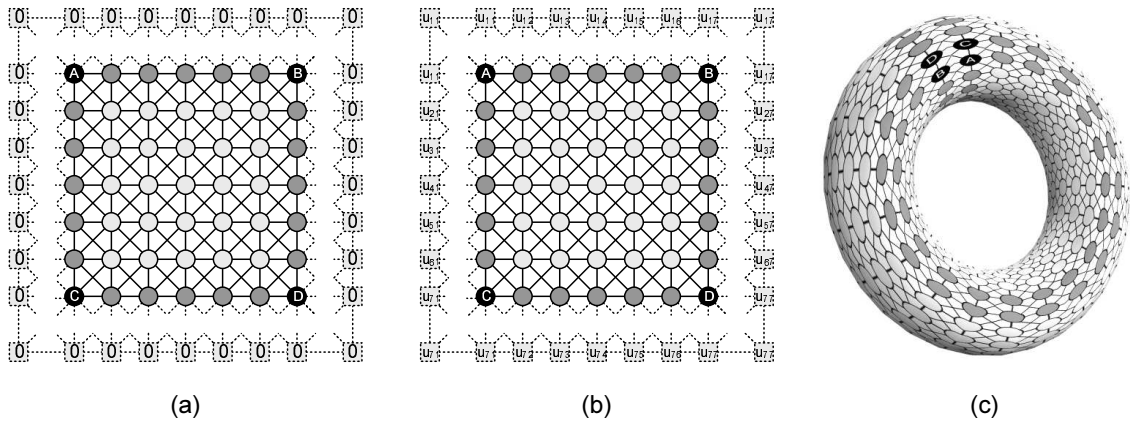 0 0 0 0 0 0 0 0 0
0 A B 0
0 0
0 0
0 0
0 0
0 0
0 C D 0
0 0 0 0 0 0 0 0 0
(a)
u11 u11 u12 u13 u14 u15 u16 u17 u17
u11 A B u17
u21 u27
u31 u37
u41 u47
u51 u57
u61 u67
u71 C D u77
u71 u71 u72 u73 u74 u75 u76 u77 u77
(b)
C
D A
B
(c)